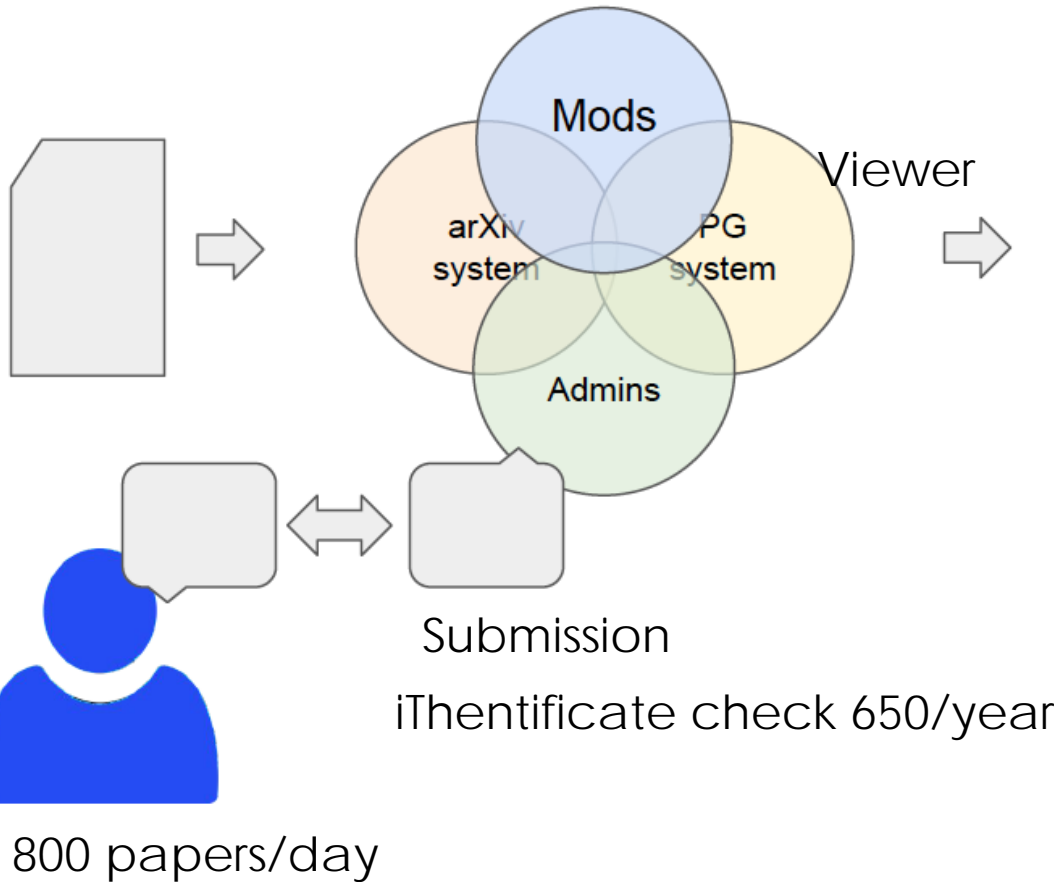 Mods
Viewer
arXiv
system
PG
system
Admins
Submission
iThentificate check 650/year
800 papers/day